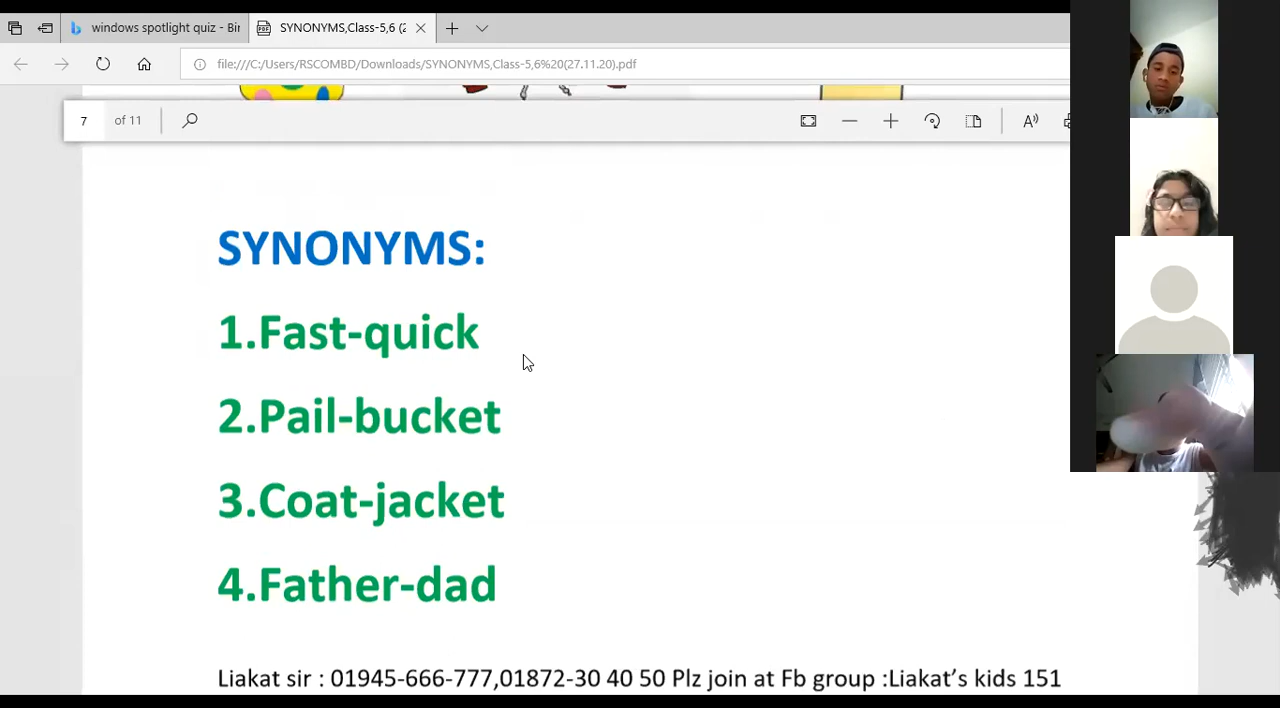 windows spotlight quiz - Bir
SYNONYMS,Class-5,6 (2
file:///C:/Users/RSCOMBD/Downloads/SYNONYMS,Class-5,6%20(27.11.20).pdf
7 of 11
SYNONYMS:
1.Fast-quick
2.Pail-bucket
3.Coat-jacket
4.Father-dad
Liakat sir : 01945-666-777,01872-30 40 50 Plz join at Fb group :Liakat’s kids 151